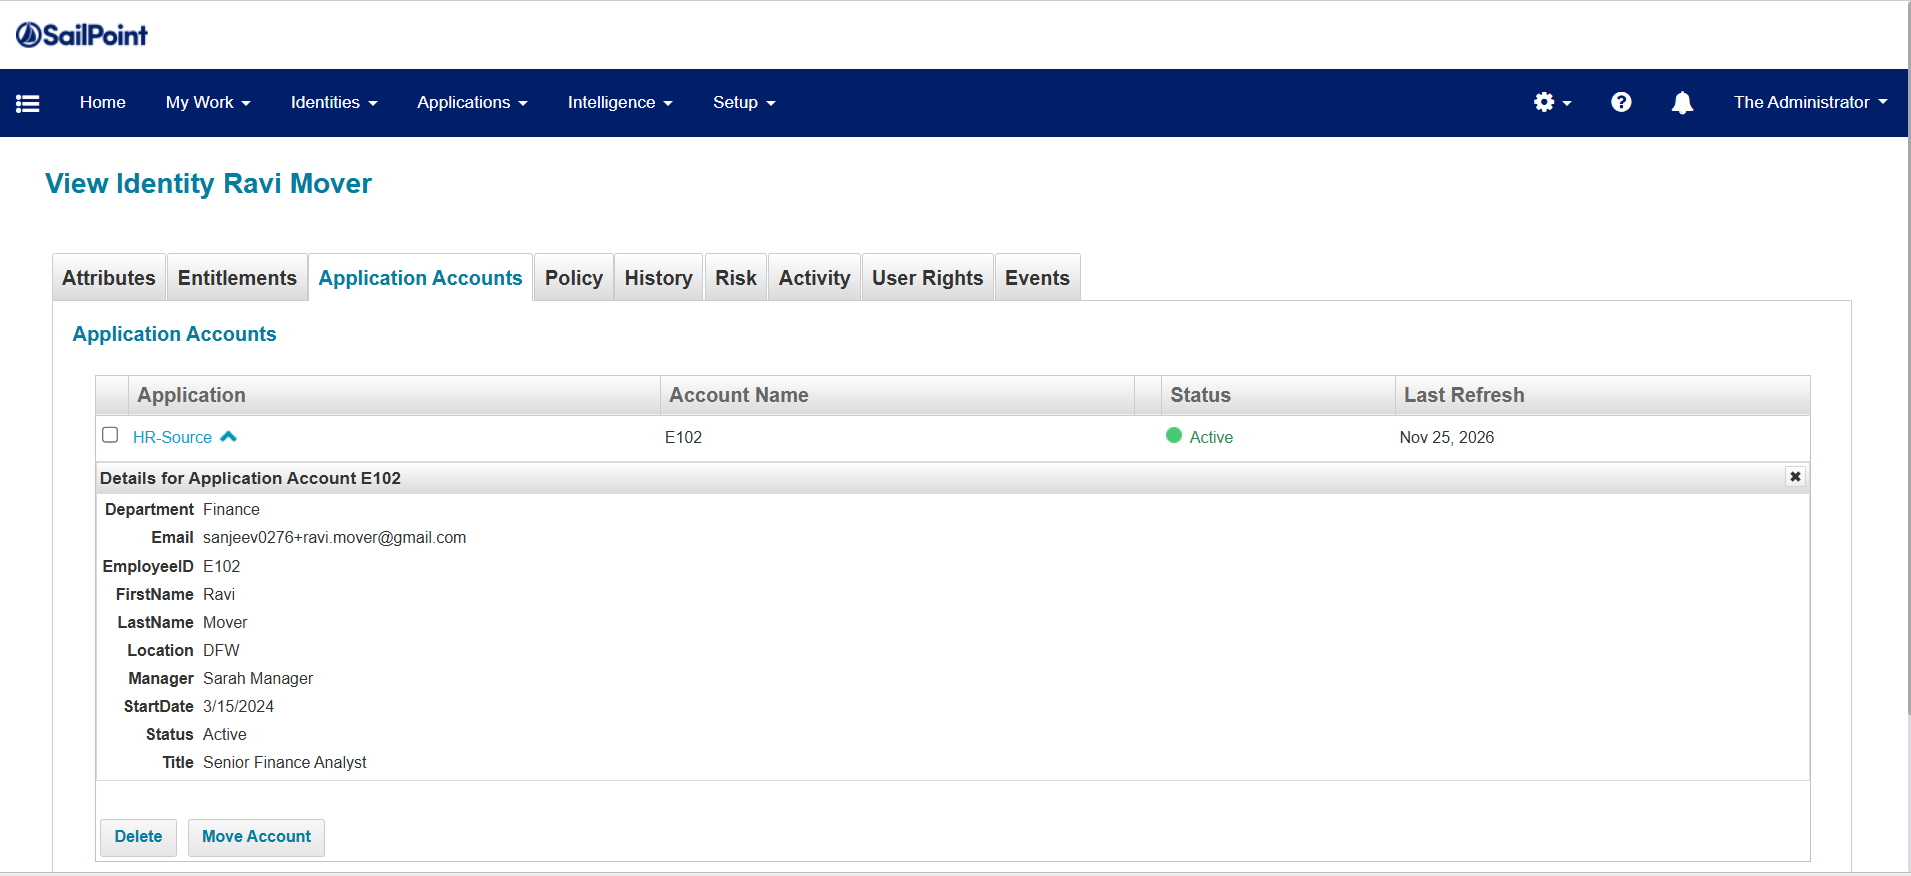 SailPoint
Home My Work Identities Applications Intelligence Setup The Administrator
View Identity Ravi Mover
Attributes Entitlements Application Accounts Policy History Risk Activity User Rights Events
Application Accounts
Application Account Name Status Last Refresh
HR-Source E102 Active Nov 25, 2026
Details for Application Account E102
Department Finance
Email sanjeev0276+ravi.mover@gmail.com
EmployeeID E102
FirstName Ravi
LastName Mover
Location DFW
Manager Sarah Manager
StartDate 3/15/2024
Status Active
Title Senior Finance Analyst
Delete Move Account